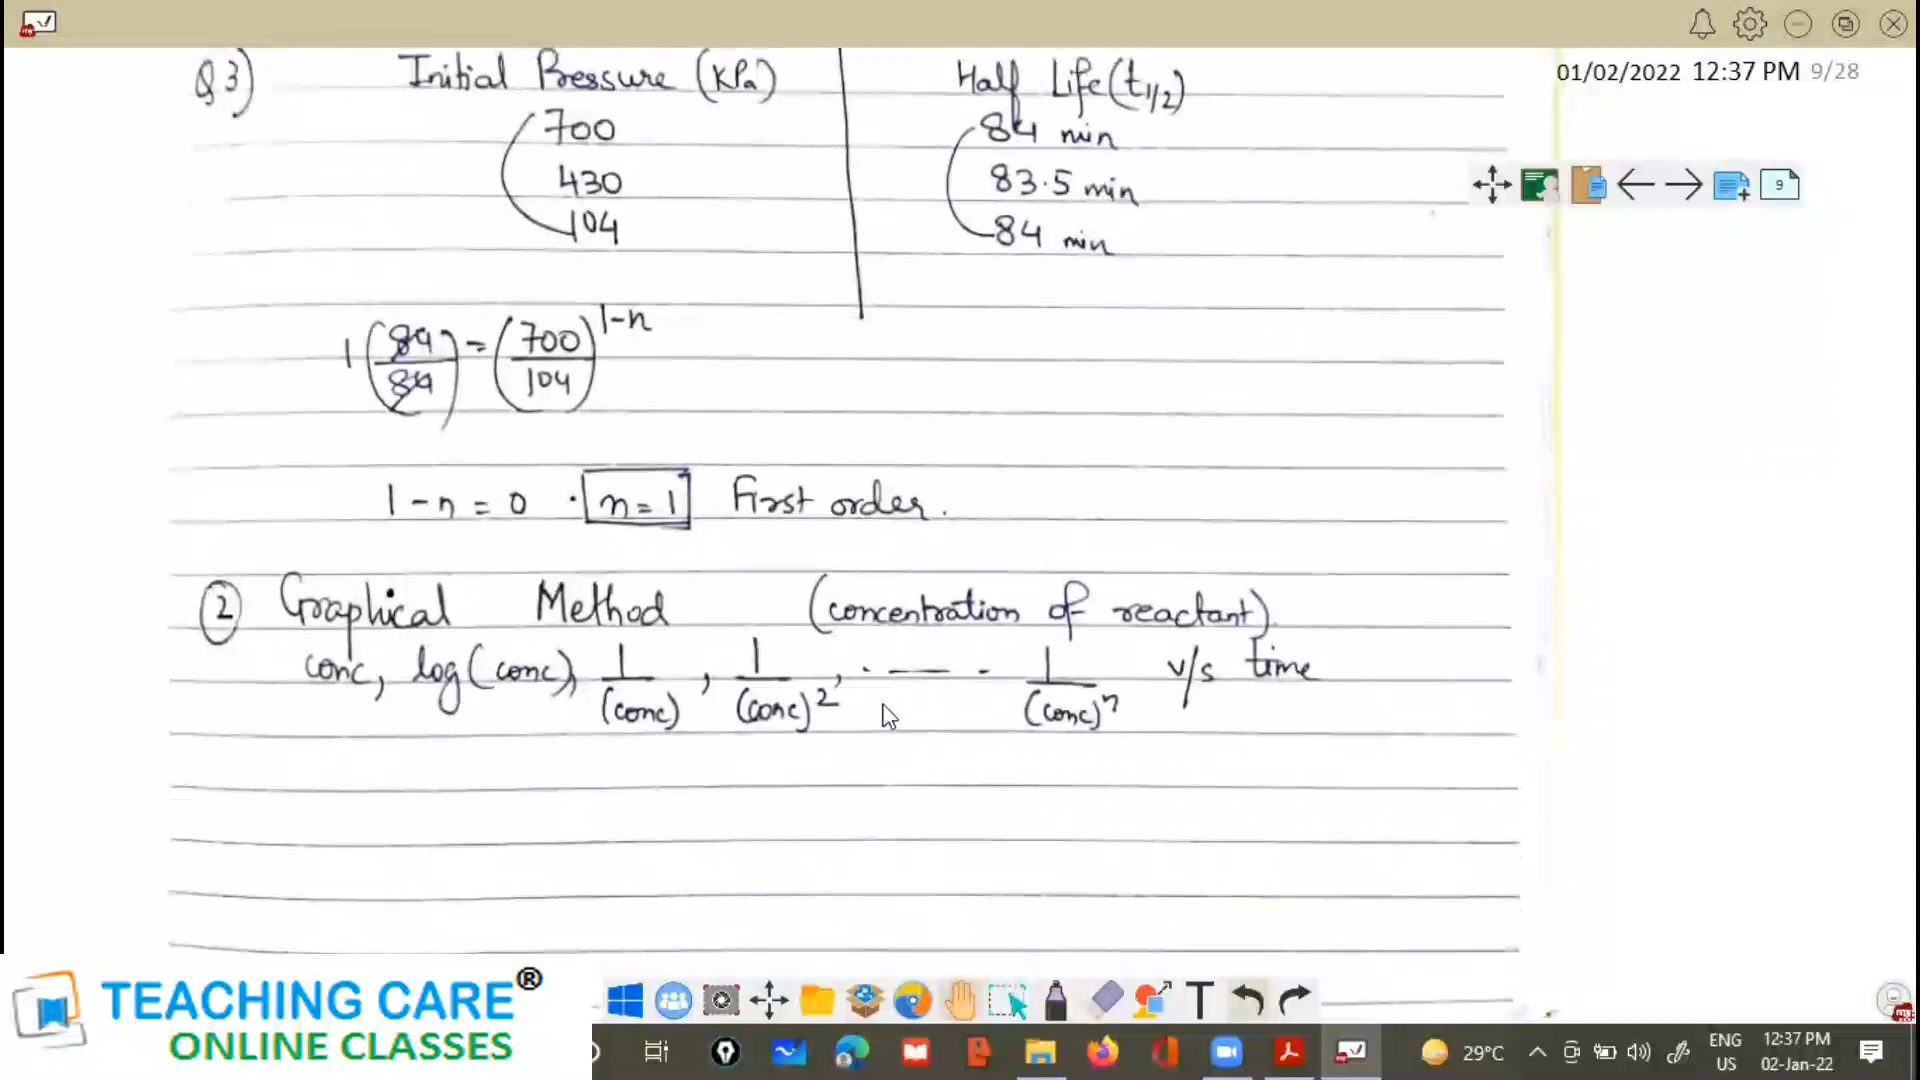 01/02/2022 12:37 PM 9/28
Q3) Initial Pressure (KPa) Half Life (t1/2)
700 84 min
430 83.5 min
104 84 min
9
1 (84/84) = (700/104)^1-n
1-n = 0 · n = 1 First order.
② Graphical Method (concentration of reactant).
conc, log(conc), 1/(conc), 1/(conc)^2, . — - 1/(conc)^n v/s time
TEACHING CARE®
ONLINE CLASSES
T
29°C
ENG
US
12:37 PM
02-Jan-22